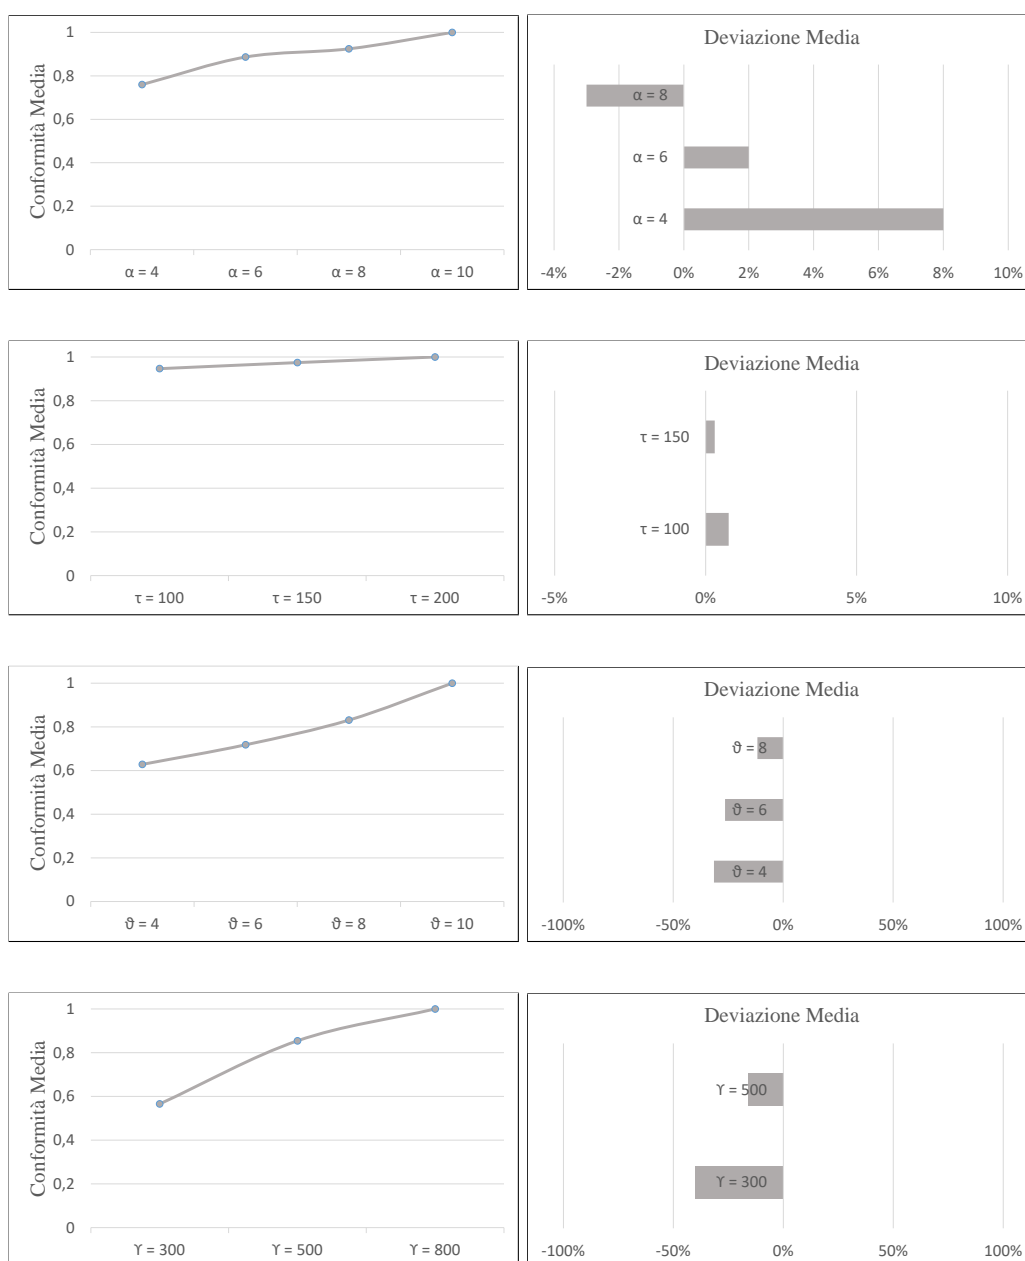 Conformità Media
1
0,8
0,6
0,4
0,2
0
α = 4 α = 6 α = 8 α = 10
Deviazione Media
α = 8
α = 6
α = 4
-4% -2% 0% 2% 4% 6% 8% 10%
Conformità Media
1
0,8
0,6
0,4
0,2
0
τ = 100 τ = 150 τ = 200
Deviazione Media
τ = 150
τ = 100
-5% 0% 5% 10%
Conformità Media
1
0,8
0,6
0,4
0,2
0
ϑ = 4 ϑ = 6 ϑ = 8 ϑ = 10
Deviazione Media
ϑ = 8
ϑ = 6
ϑ = 4
-100% -50% 0% 50% 100%
Conformità Media
1
0,8
0,6
0,4
0,2
0
ϒ = 300 ϒ = 500 ϒ = 800
Deviazione Media
ϒ = 500
ϒ = 300
-100% -50% 0% 50% 100%